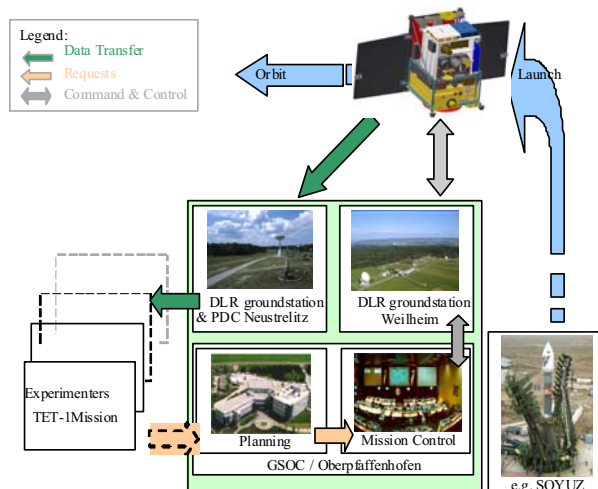 Legend:
Data Transfer
Requests
Command & Control
Orbit
Launch
DLR groundstation
& PDC Neustrelitz
DLR groundstation
Weilheim
Experimenters
TET-1Mission
Planning
Mission Control
GSOC / Oberpfaffenhofen
e.g. SOYUZ